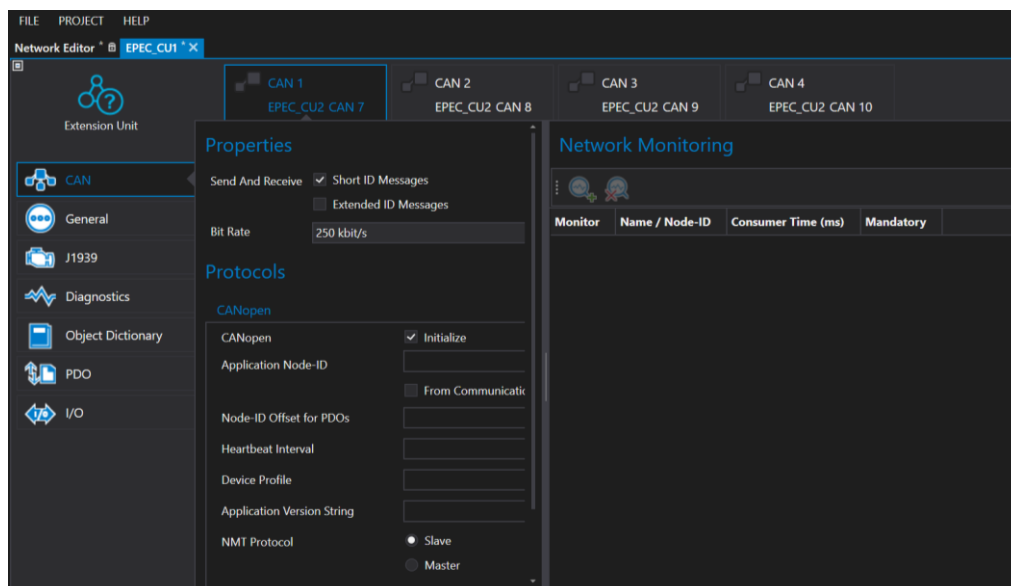 FILE PROJECT HELP
Network Editor * EPEC_CU1 * X
CAN 1
EPEC_CU2 CAN 7
CAN 2
EPEC_CU2 CAN 8
CAN 3
EPEC_CU2 CAN 9
CAN 4
EPEC_CU2 CAN 10
Extension Unit
CAN
General
J1939
Diagnostics
Object Dictionary
PDO
I/O
Properties
Send And Receive Short ID Messages
Extended ID Messages
Bit Rate 250 kbit/s
Protocols
CANopen
CANopen Initialize
Application Node-ID
From Communicatic
Node-ID Offset for PDOs
Heartbeat Interval
Device Profile
Application Version String
NMT Protocol Slave
Master
Network Monitoring
Monitor Name / Node-ID Consumer Time (ms) Mandatory